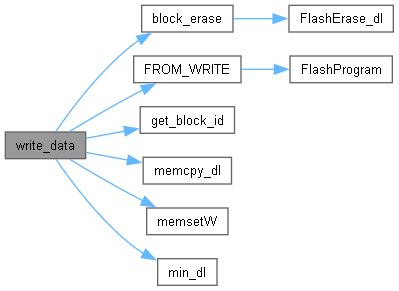 block_erase
FlashErase_dl
FROM_WRITE
FlashProgram
get_block_id
write_data
memcpy_dl
memsetW
min_dl